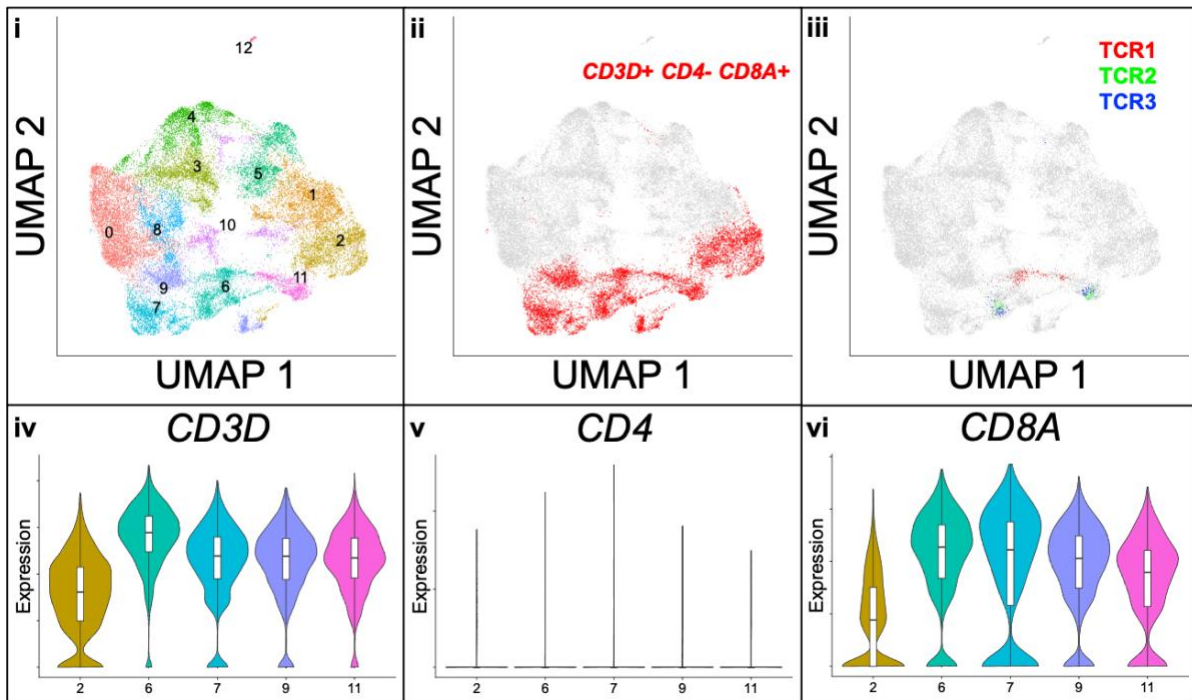 i
12
4
3
5
1
0
8
10
2
9
6
11
7
UMAP 2
UMAP 1
ii
CD3D+ CD4- CD8A+
UMAP 2
UMAP 1
iii
TCR1
TCR2
TCR3
UMAP 2
UMAP 1
iv
CD3D
Expression
2 6 7 9 11
v
CD4
Expression
2 6 7 9 11
vi
CD8A
Expression
2 6 7 9 11